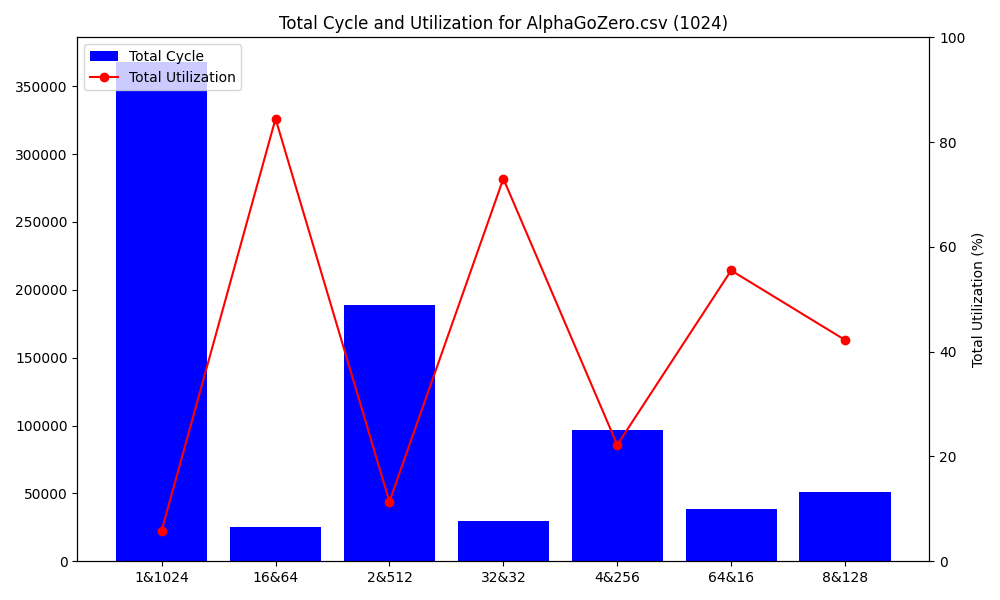 Total Cycle and Utilization for AlphaGoZero.csv (1024)
Total Cycle
Total Utilization
350000
300000
250000
200000
150000
100000
50000
0
100
80
60
40
20
0
Total Utilization (%)
1&1024 16&64 2&512 32&32 4&256 64&16 8&128